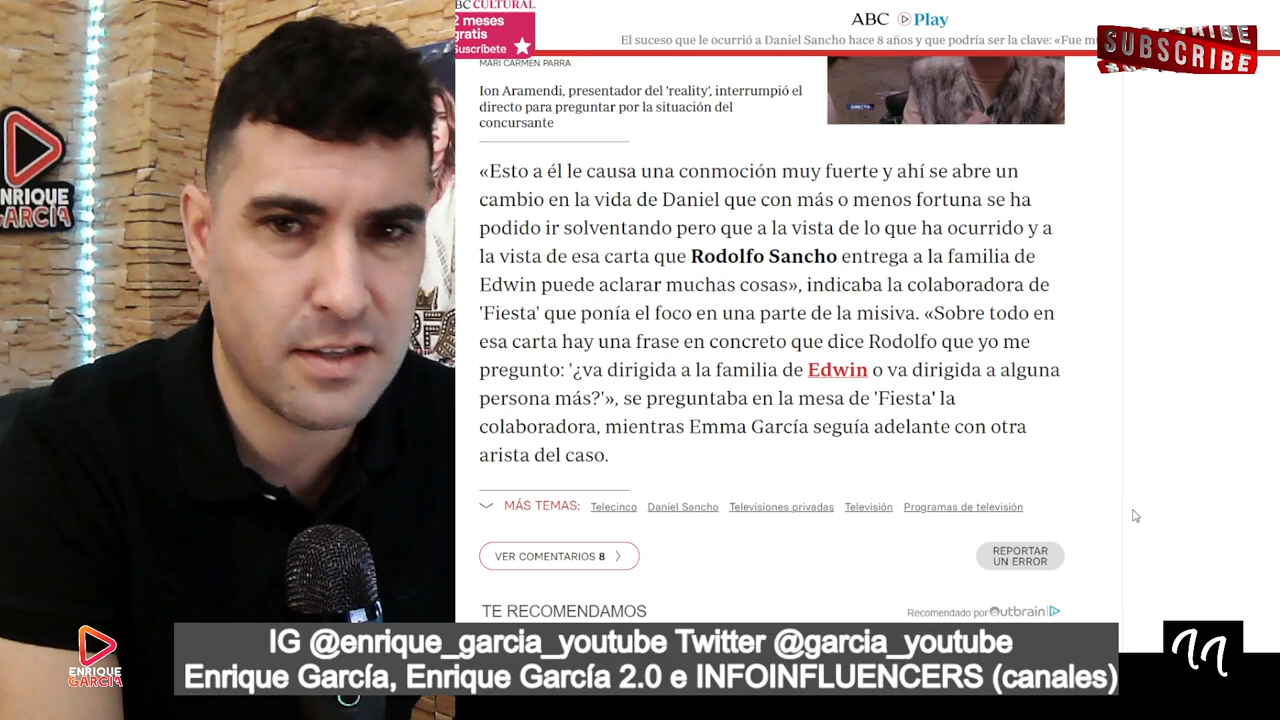 BC CULTURAL
2 meses
gratis
Suscríbete
ABC Play
El suceso que le ocurrió a Daniel Sancho hace 8 años y que podría ser la clave: «Fue m
SUBSCRIBE
MARI CARMEN PARRA
Ion Aramendi, presentador del 'reality', interrumpió el
directo para preguntar por la situación del
concursante
DIRECTO
«Esto a él le causa una conmoción muy fuerte y ahí se abre un
cambio en la vida de Daniel que con más o menos fortuna se ha
podido ir solventando pero que a la vista de lo que ha ocurrido y a
la vista de esa carta que Rodolfo Sancho entrega a la familia de
Edwin puede aclarar muchas cosas», indicaba la colaboradora de
'Fiesta' que ponía el foco en una parte de la misiva. «Sobre todo en
esa carta hay una frase en concreto que dice Rodolfo que yo me
pregunto: '¿va dirigida a la familia de Edwin o va dirigida a alguna
persona más?'», se preguntaba en la mesa de 'Fiesta' la
colaboradora, mientras Emma García seguía adelante con otra
arista del caso.
MÁS TEMAS: Telecinco Daniel Sancho Televisiones privadas Televisión Programas de televisión
VER COMENTARIOS 8
REPORTAR
UN ERROR
TE RECOMENDAMOS
Recomendado por Outbrain
ENRIQUE
GARCÍA
IG @enrique_garcia_youtube Twitter @garcia_youtube
Enrique García, Enrique García 2.0 e INFOINFLUENCERS (canales)
ENRIQUE
GARCIA